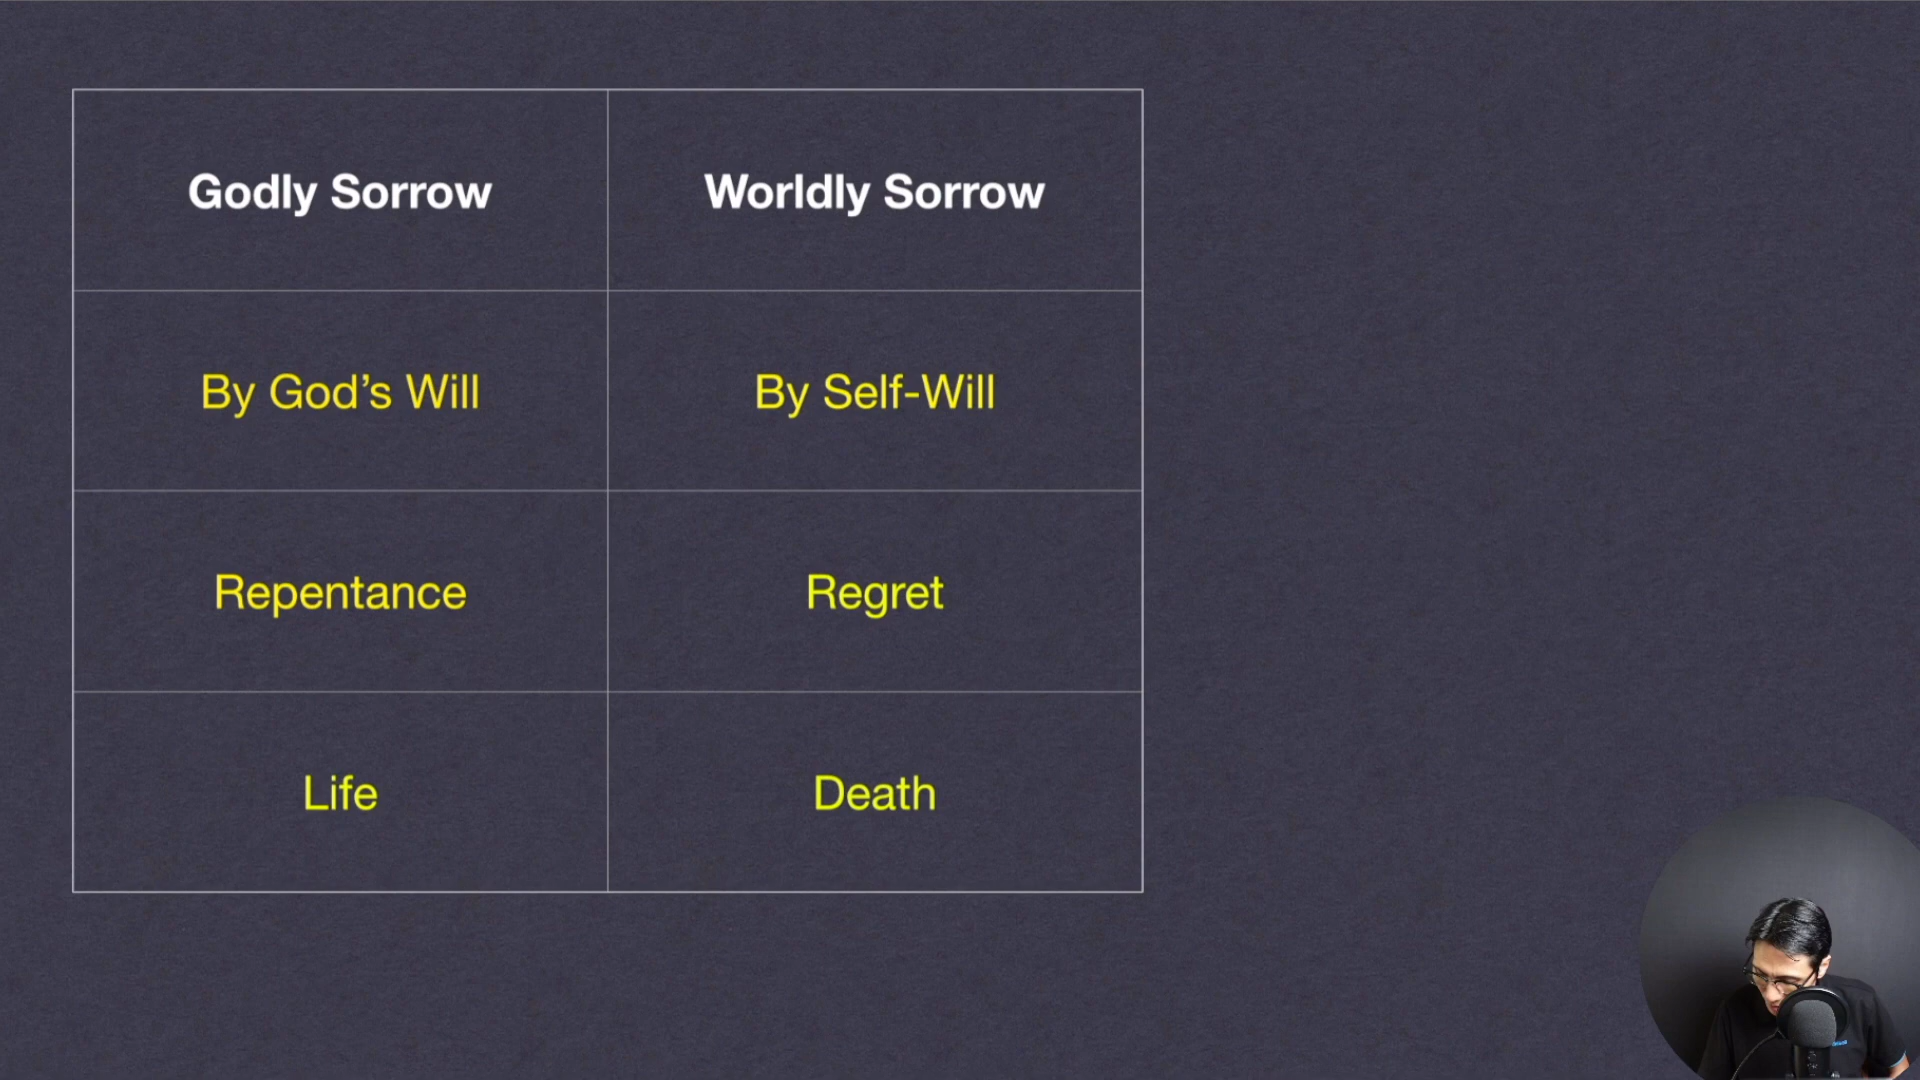 Godly Sorrow
Worldly Sorrow
By God’s Will
By Self-Will
Repentance
Regret
Life
Death